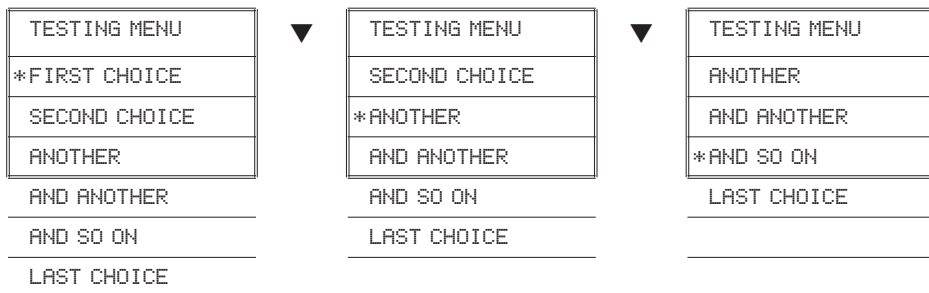 TESTING MENU
*FIRST CHOICE
SECOND CHOICE
ANOTHER
AND ANOTHER
AND SO ON
LAST CHOICE
▼
TESTING MENU
SECOND CHOICE
*ANOTHER
AND ANOTHER
AND SO ON
LAST CHOICE
▼
TESTING MENU
ANOTHER
AND ANOTHER
*AND SO ON
LAST CHOICE